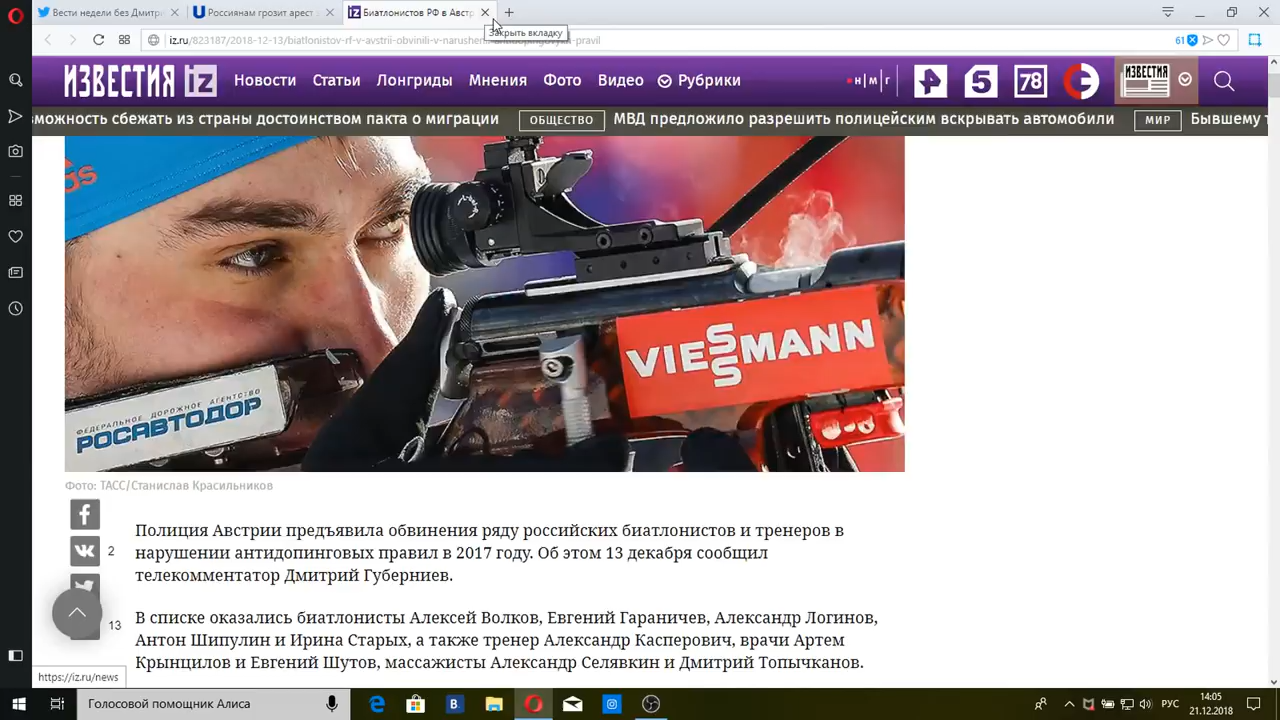 Вести недели без Дмитр
Россиянам грозит арест з
Биатлонистов РФ в Австр
Закрыть вкладку
iz.ru/823187/2018-12-13/biatlonistov-rf-v-avstrii-obvinili-v-narushenii-antidopingovykh-pravil
61
ИЗВЕСТИЯ iz
Новости
Статьи
Лонгриды
Мнения
Фото
Видео
Рубрики
н|м|г
5
78
ИЗВЕСТИЯ
зможность сбежать из страны достоинством пакта о миграции
ОБЩЕСТВО
МВД предложило разрешить полицейским вскрывать автомобили
МИР
Бывшему т
VIESSMANN
ФЕДЕРАЛЬНОЕ ДОРОЖНОЕ АГЕНТСТВО
РОСАВТОДОР
Фото: ТАСС/Станислав Красильников
2
13
Полиция Австрии предъявила обвинения ряду российских биатлонистов и тренеров в
нарушении антидопинговых правил в 2017 году. Об этом 13 декабря сообщил
телекомментатор Дмитрий Губерниев.
В списке оказались биатлонисты Алексей Волков, Евгений Гараничев, Александр Логинов,
Антон Шипулин и Ирина Старых, а также тренер Александр Касперович, врачи Артем
Крынцилов и Евгений Шутов, массажисты Александр Селявкин и Дмитрий Топычканов.
https://iz.ru/news
Голосовой помощник Алиса
РУС
14:05
21.12.2018